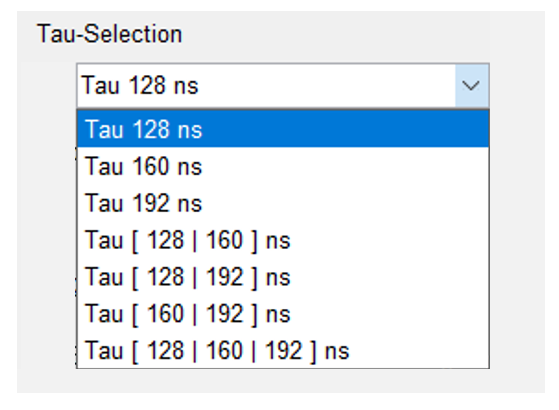 Tau-Selection
Tau 128 ns
Tau 128 ns
Tau 160 ns
Tau 192 ns
Tau [ 128 | 160 ] ns
Tau [ 128 | 192 ] ns
Tau [ 160 | 192 ] ns
Tau [ 128 | 160 | 192 ] ns